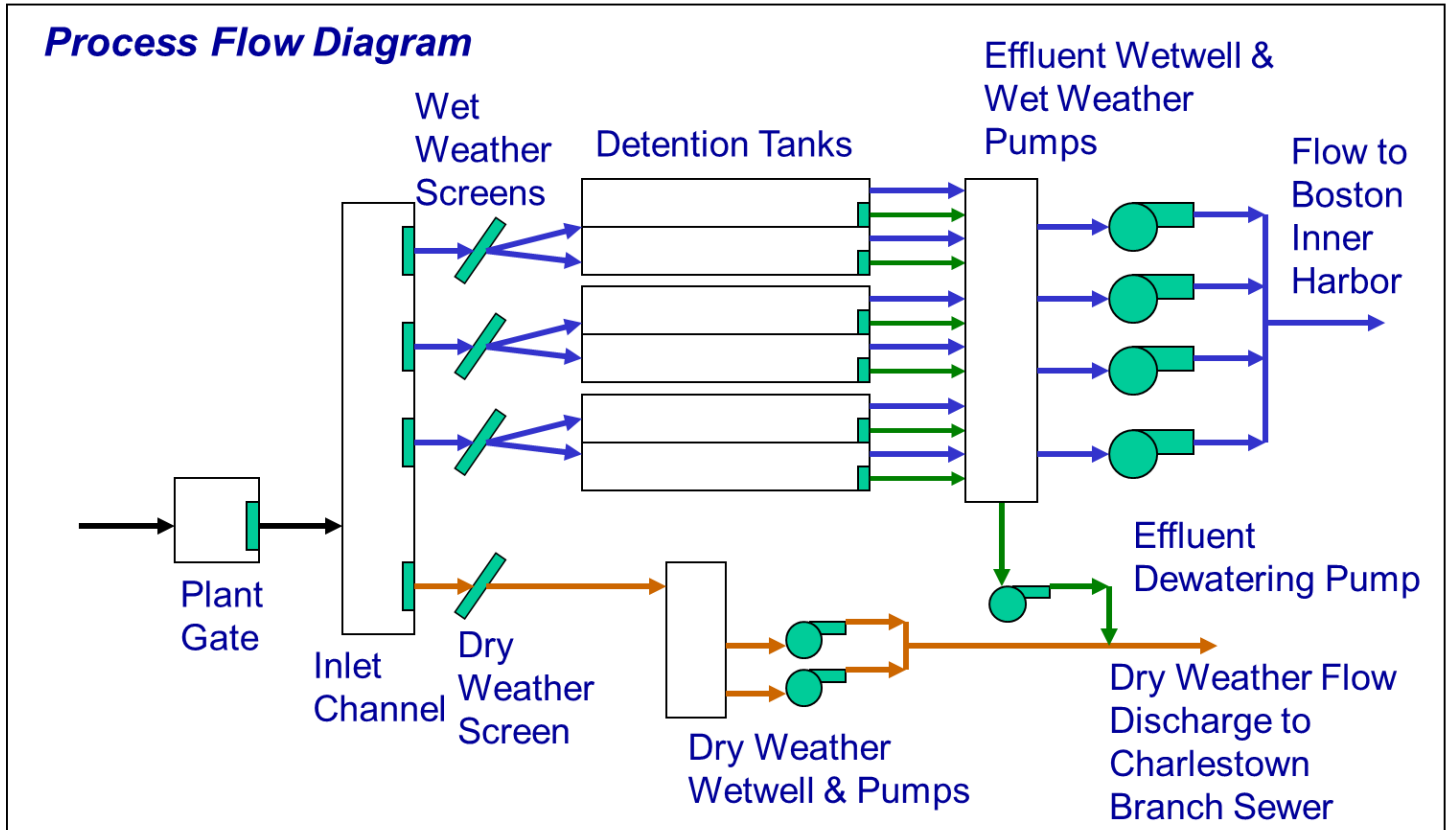 Process Flow Diagram
Effluent Wetwell &
Wet Weather
Pumps
Wet
Weather
Screens
Detention Tanks
Flow to
Boston
Inner
Harbor
Plant
Gate
Inlet
Channel
Dry
Weather
Screen
Dry Weather
Wetwell & Pumps
Effluent
Dewatering Pump
Dry Weather Flow
Discharge to
Charlestown
Branch Sewer